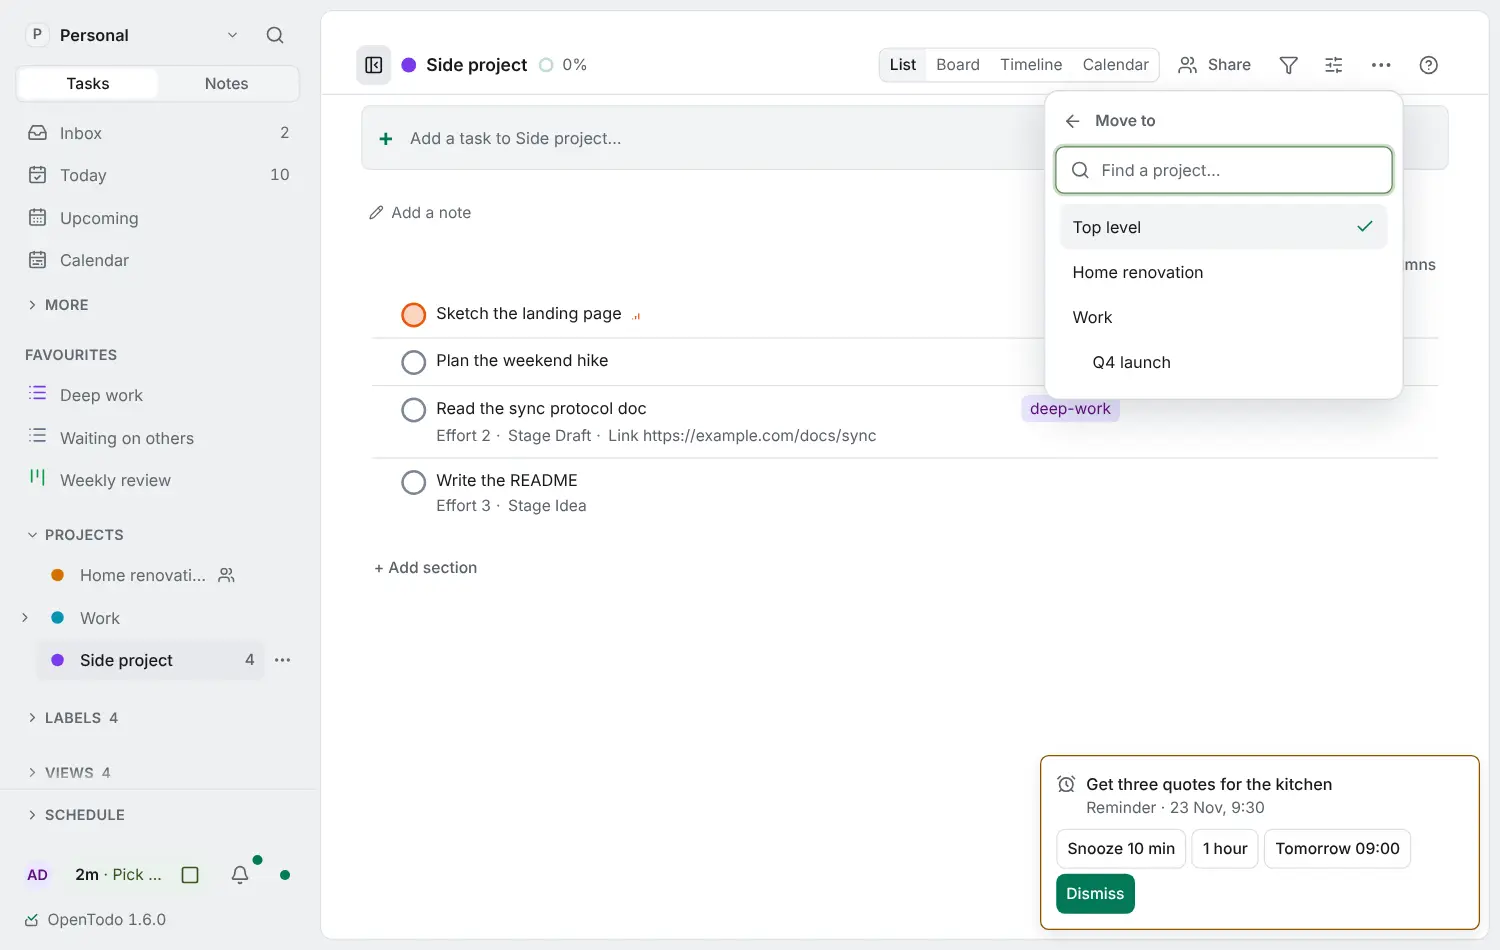 P Personal
Tasks Notes
Inbox 2
Today 10
Upcoming
Calendar
MORE
FAVOURITES
Deep work
Waiting on others
Weekly review
PROJECTS
Home renovati...
Work
Side project 4
LABELS 4
VIEWS 4
SCHEDULE
AD 2m · Pick ...
OpenTodo 1.6.0
Side project 0%
List Board Timeline Calendar Share
+ Add a task to Side project...
Add a note
mns
Sketch the landing page
Plan the weekend hike
Read the sync protocol doc deep-work
Effort 2 · Stage Draft · Link https://example.com/docs/sync
Write the README
Effort 3 · Stage Idea
+ Add section
Move to
Find a project...
Top level
Home renovation
Work
Q4 launch
Get three quotes for the kitchen
Reminder · 23 Nov, 9:30
Snooze 10 min 1 hour Tomorrow 09:00
Dismiss